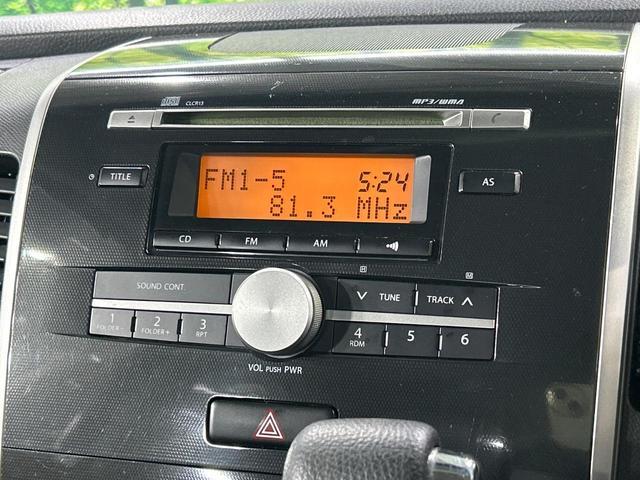 CLCR13 MP3/WMA
TITLE
FM1-5 5:24
81.3 MHz
AS
CD FM AM
SOUND CONT.
TUNE TRACK
1 FOLDER-
2 FOLDER+
3 RPT
4 RDM
5
6
VOL PUSH PWR